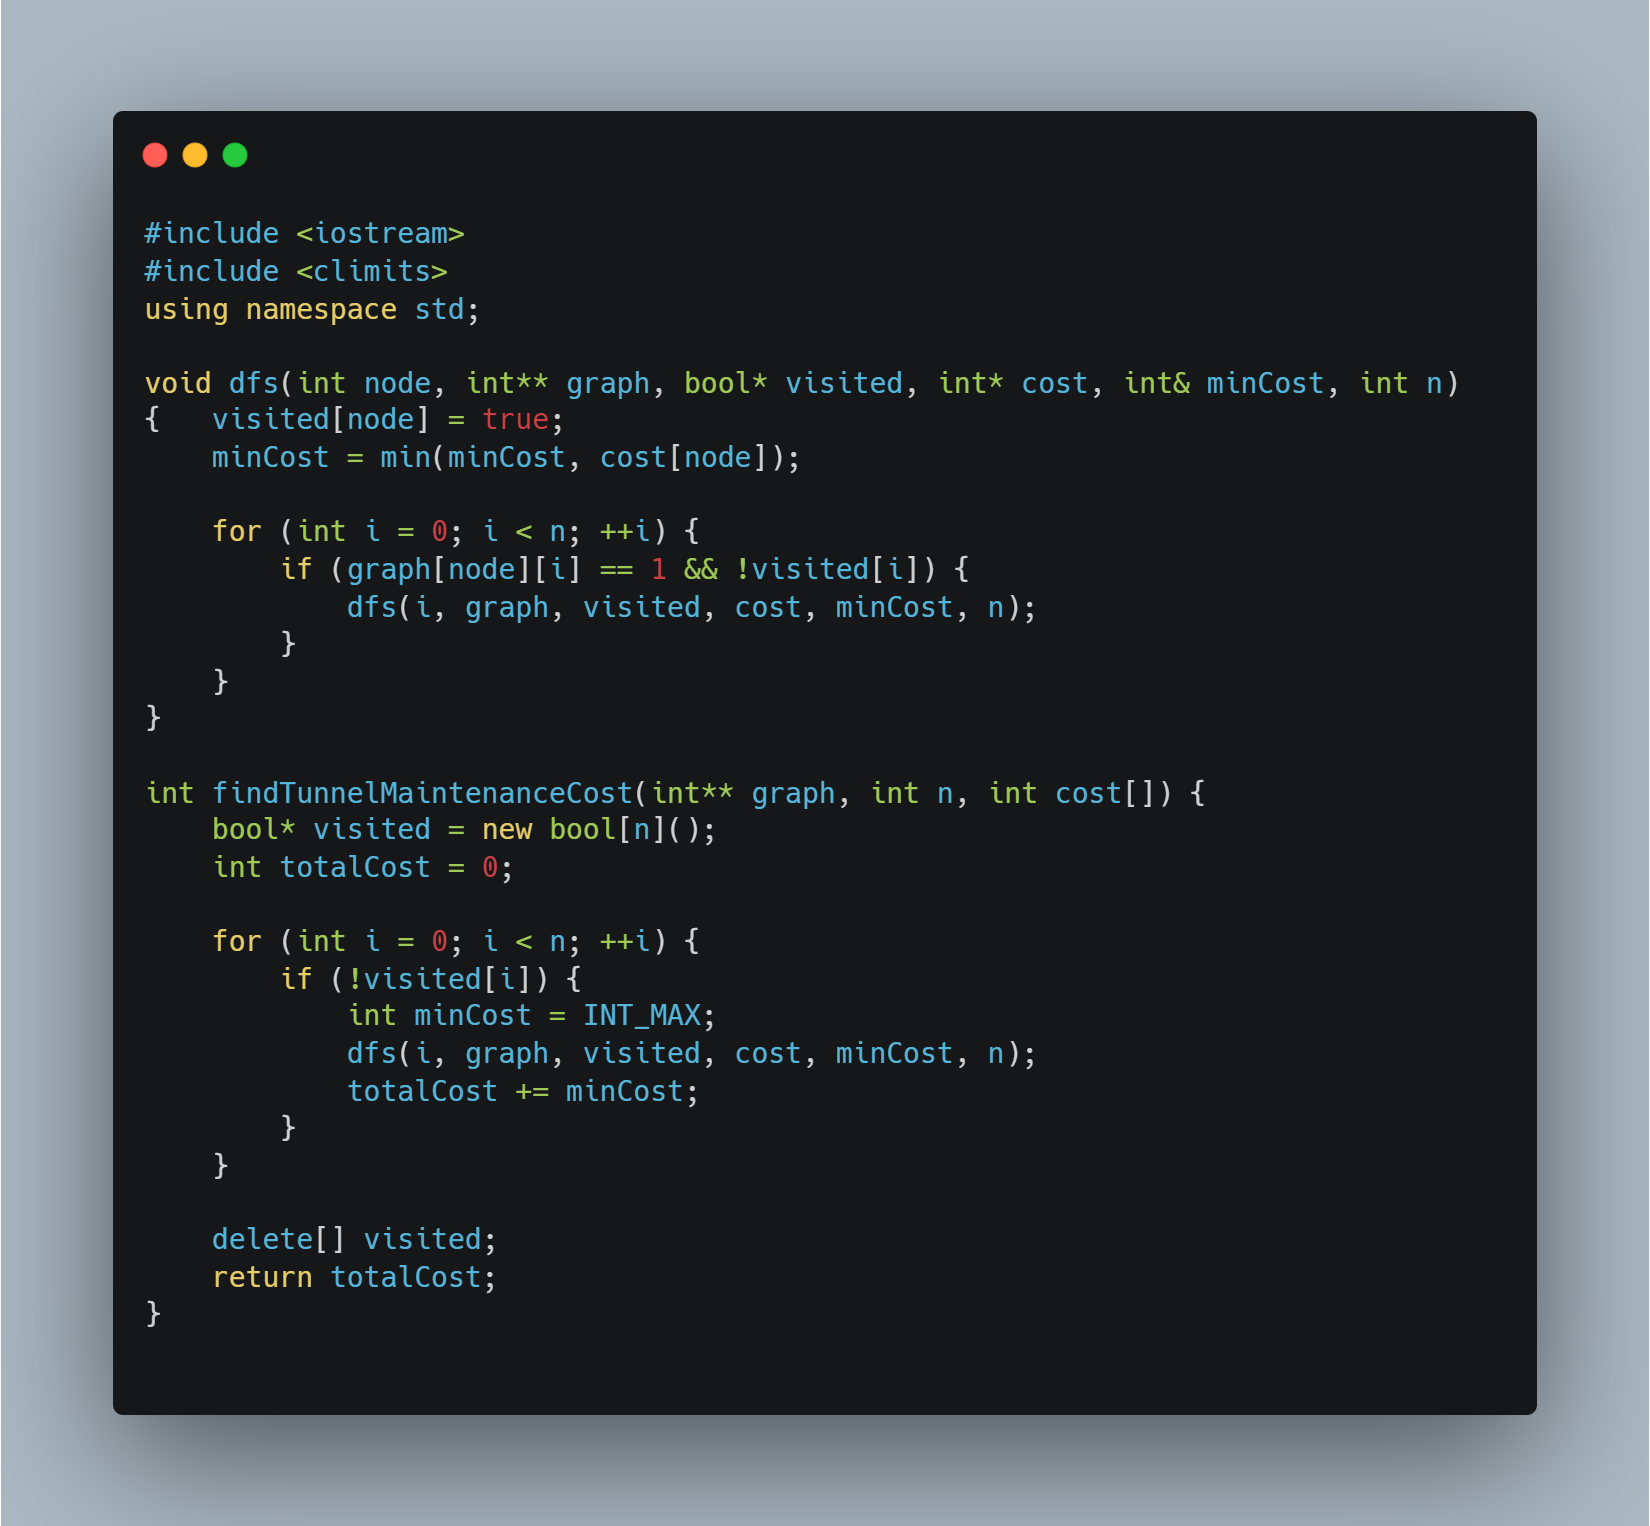 #include <iostream>
#include <climits>
using namespace std;

void dfs(int node, int** graph, bool* visited, int* cost, int& minCost, int n)
{   visited[node] = true;
    minCost = min(minCost, cost[node]);

    for (int i = 0; i < n; ++i) {
        if (graph[node][i] == 1 && !visited[i]) {
            dfs(i, graph, visited, cost, minCost, n);
        }
    }
}

int findTunnelMaintenanceCost(int** graph, int n, int cost[]) {
    bool* visited = new bool[n]();
    int totalCost = 0;

    for (int i = 0; i < n; ++i) {
        if (!visited[i]) {
            int minCost = INT_MAX;
            dfs(i, graph, visited, cost, minCost, n);
            totalCost += minCost;
        }
    }

    delete[] visited;
    return totalCost;
}